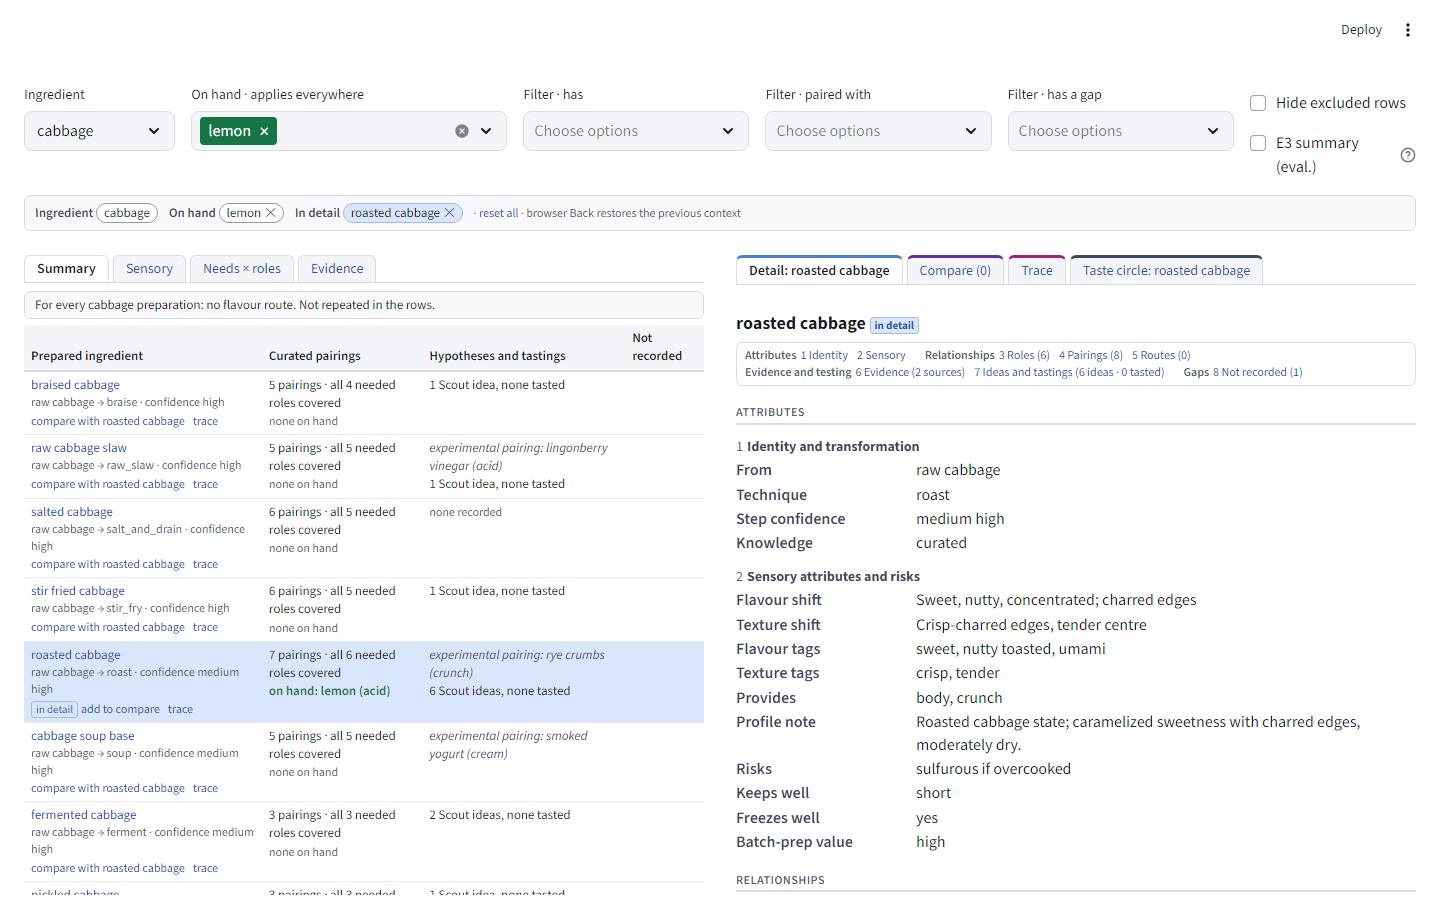 Deploy
Ingredient
On hand · applies everywhere
Filter · has
Filter · paired with
Filter · has a gap
cabbage
lemon ×
Choose options
Choose options
Choose options
Hide excluded rows
E3 summary
(eval.)
Ingredient cabbage On hand lemon × In detail roasted cabbage × · reset all · browser Back restores the previous context
Summary
Sensory
Needs × roles
Evidence
For every cabbage preparation: no flavour route. Not repeated in the rows.
Prepared ingredient
Curated pairings
Hypotheses and tastings
Not
recorded
braised cabbage
raw cabbage → braise · confidence high
compare with roasted cabbage trace
5 pairings · all 4 needed
roles covered
none on hand
1 Scout idea, none tasted
raw cabbage slaw
raw cabbage → raw_slaw · confidence high
compare with roasted cabbage trace
5 pairings · all 5 needed
roles covered
none on hand
experimental pairing: lingonberry
vinegar (acid)
1 Scout idea, none tasted
salted cabbage
raw cabbage → salt_and_drain · confidence
high
compare with roasted cabbage trace
6 pairings · all 5 needed
roles covered
none on hand
none recorded
stir fried cabbage
raw cabbage → stir_fry · confidence high
compare with roasted cabbage trace
6 pairings · all 5 needed
roles covered
none on hand
1 Scout idea, none tasted
roasted cabbage
raw cabbage → roast · confidence medium
high
in detail add to compare trace
7 pairings · all 6 needed
roles covered
on hand: lemon (acid)
experimental pairing: rye crumbs
(crunch)
6 Scout ideas, none tasted
cabbage soup base
raw cabbage → soup · confidence medium
high
compare with roasted cabbage trace
5 pairings · all 5 needed
roles covered
none on hand
experimental pairing: smoked
yogurt (cream)
fermented cabbage
raw cabbage → ferment · confidence medium
high
compare with roasted cabbage trace
3 pairings · all 3 needed
roles covered
none on hand
2 Scout ideas, none tasted
pickled cabbage
3 pairings · all 3 needed
1 Scout idea, none tasted
Detail: roasted cabbage
Compare (0)
Trace
Taste circle: roasted cabbage
roasted cabbage in detail
Attributes 1 Identity 2 Sensory Relationships 3 Roles (6) 4 Pairings (8) 5 Routes (0)
Evidence and testing 6 Evidence (2 sources) 7 Ideas and tastings (6 ideas · 0 tasted) Gaps 8 Not recorded (1)
ATTRIBUTES
1 Identity and transformation
From raw cabbage
Technique roast
Step confidence medium high
Knowledge curated
2 Sensory attributes and risks
Flavour shift Sweet, nutty, concentrated; charred edges
Texture shift Crisp-charred edges, tender centre
Flavour tags sweet, nutty toasted, umami
Texture tags crisp, tender
Provides body, crunch
Profile note Roasted cabbage state; caramelized sweetness with charred edges,
moderately dry.
Risks sulfurous if overcooked
Keeps well short
Freezes well yes
Batch-prep value high
RELATIONSHIPS